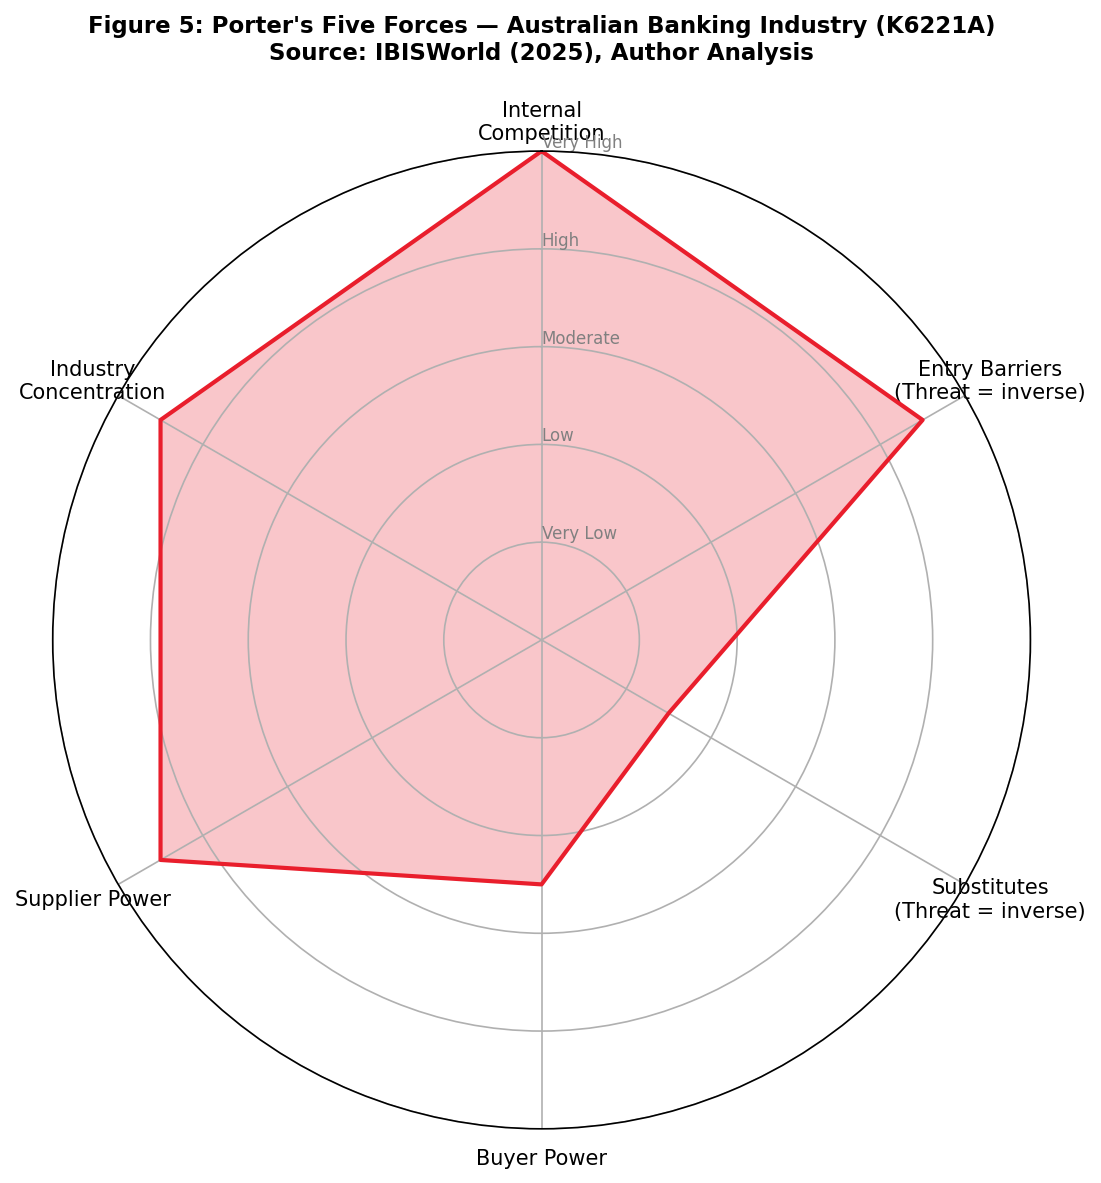 Figure 5: Porter's Five Forces — Australian Banking Industry (K6221A)
Source: IBISWorld (2025), Author Analysis
Internal
Competition
Very High
High
Moderate
Low
Very Low
Industry
Concentration
Entry Barriers
(Threat = inverse)
Supplier Power
Substitutes
(Threat = inverse)
Buyer Power